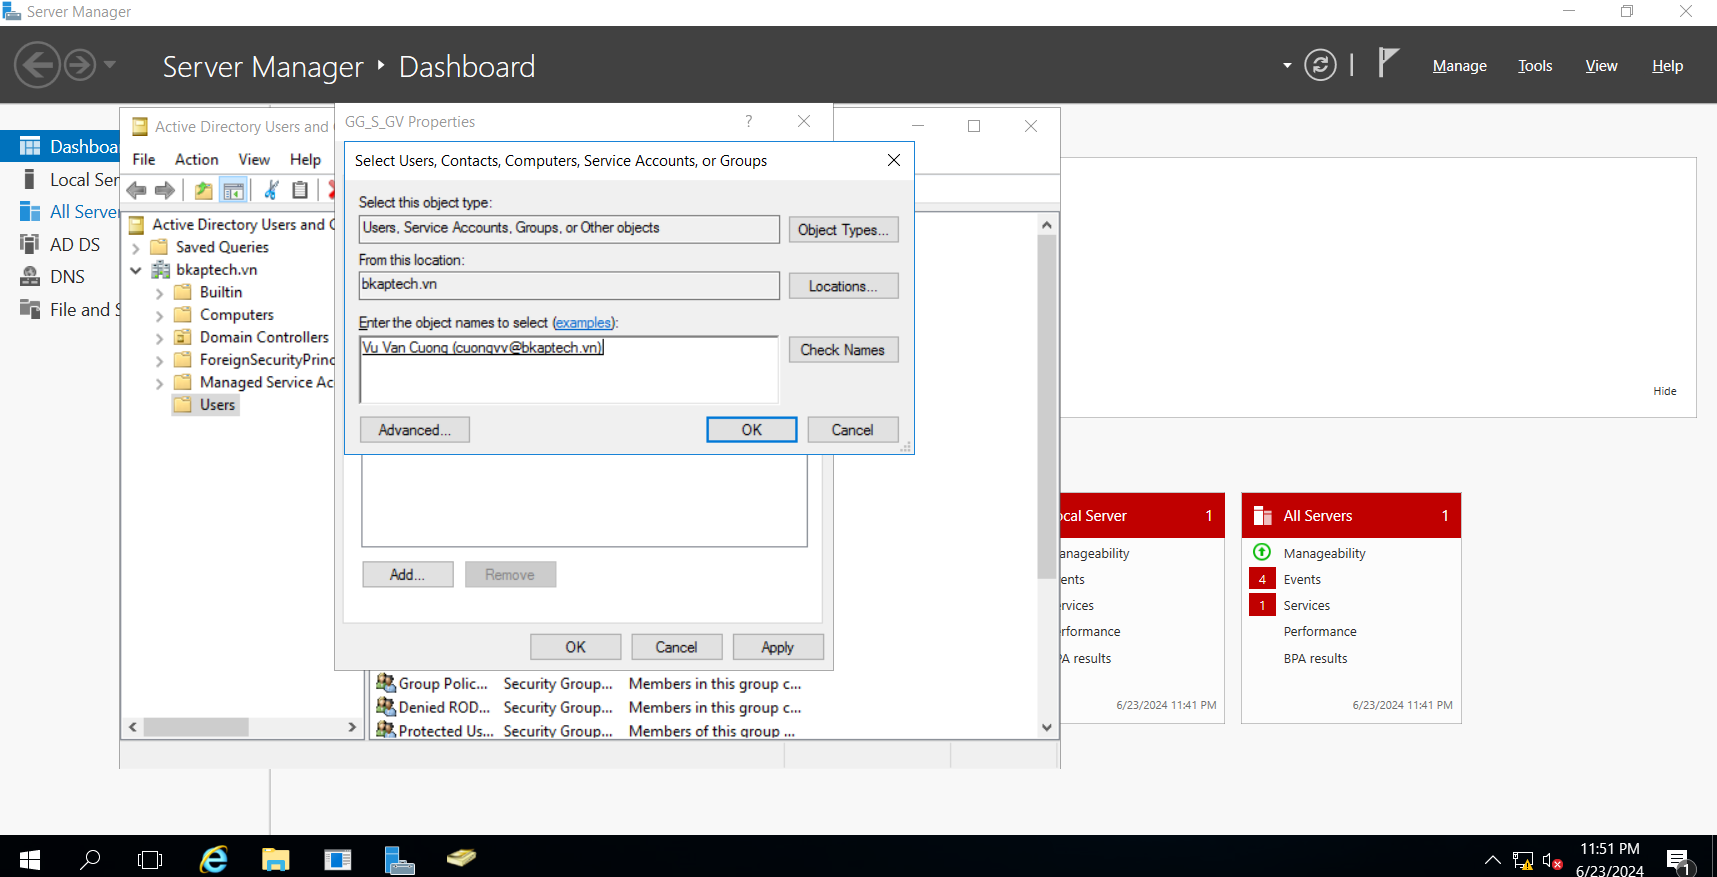 Server Manager
Server Manager ‣ Dashboard
Manage Tools View Help
Active Directory Users and
GG_S_GV Properties
?
File Action View Help
Select Users, Contacts, Computers, Service Accounts, or Groups
Select this object type:
Users, Service Accounts, Groups, or Other objects
Object Types...
From this location:
bkaptech.vn
Locations...
Enter the object names to select (examples):
Vu Van Cuong (cuongvv@bkaptech.vn)
Check Names
Advanced...
OK
Cancel
Add...
Remove
OK
Cancel
Apply
Dashboa
Local Ser
All Serve
AD DS
DNS
File and S
Active Directory Users and C
Saved Queries
bkaptech.vn
Builtin
Computers
Domain Controllers
ForeignSecurityPrinc
Managed Service Ac
Users
Group Polic... Security Group... Members in this group c...
Denied ROD... Security Group... Members in this group c...
Protected Us... Security Group... Members of this group ...
Hide
ocal Server 1
anageability
ents
rvices
rformance
PA results
6/23/2024 11:41 PM
All Servers 1
Manageability
4 Events
1 Services
Performance
BPA results
6/23/2024 11:41 PM
11:51 PM
6/23/2024
1